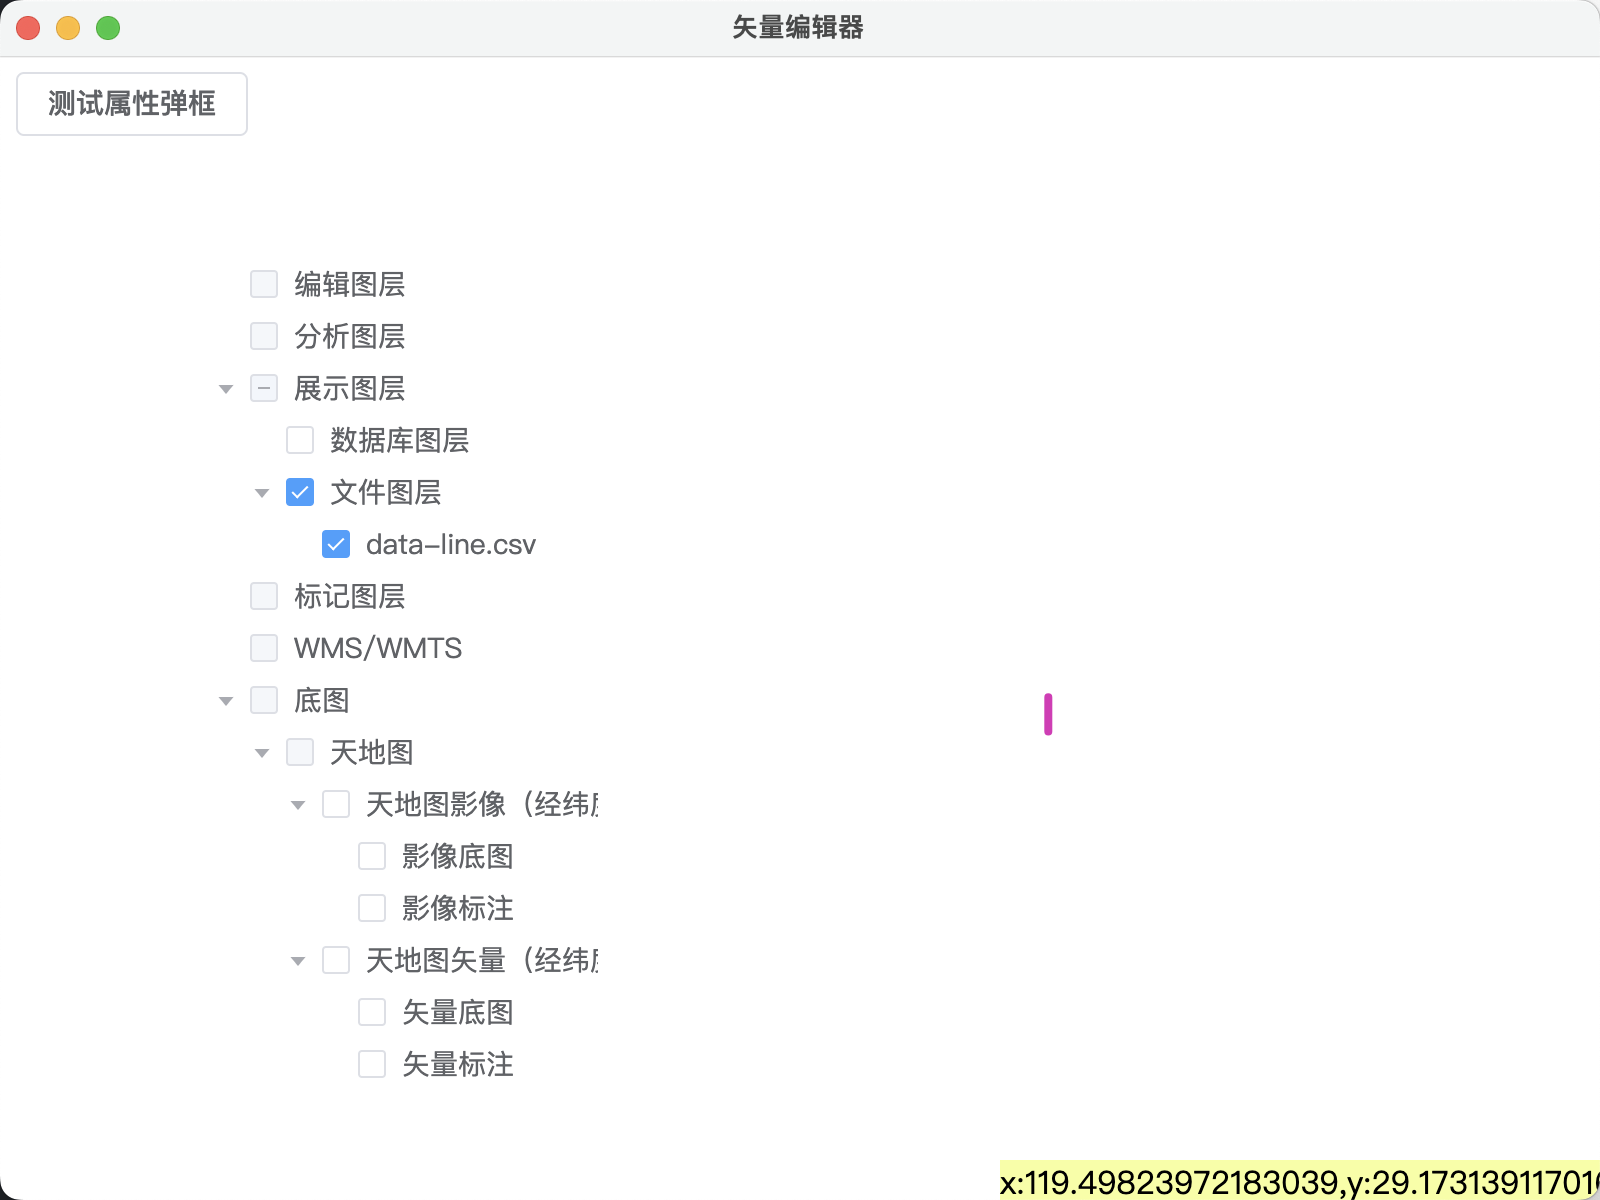 矢量编辑器
测试属性弹框
编辑图层
分析图层
展示图层
数据库图层
文件图层
data-line.csv
标记图层
WMS/WMTS
底图
天地图
天地图影像（经纬
影像底图
影像标注
天地图矢量（经纬
矢量底图
矢量标注
x:119.49823972183039,y:29.17313911701